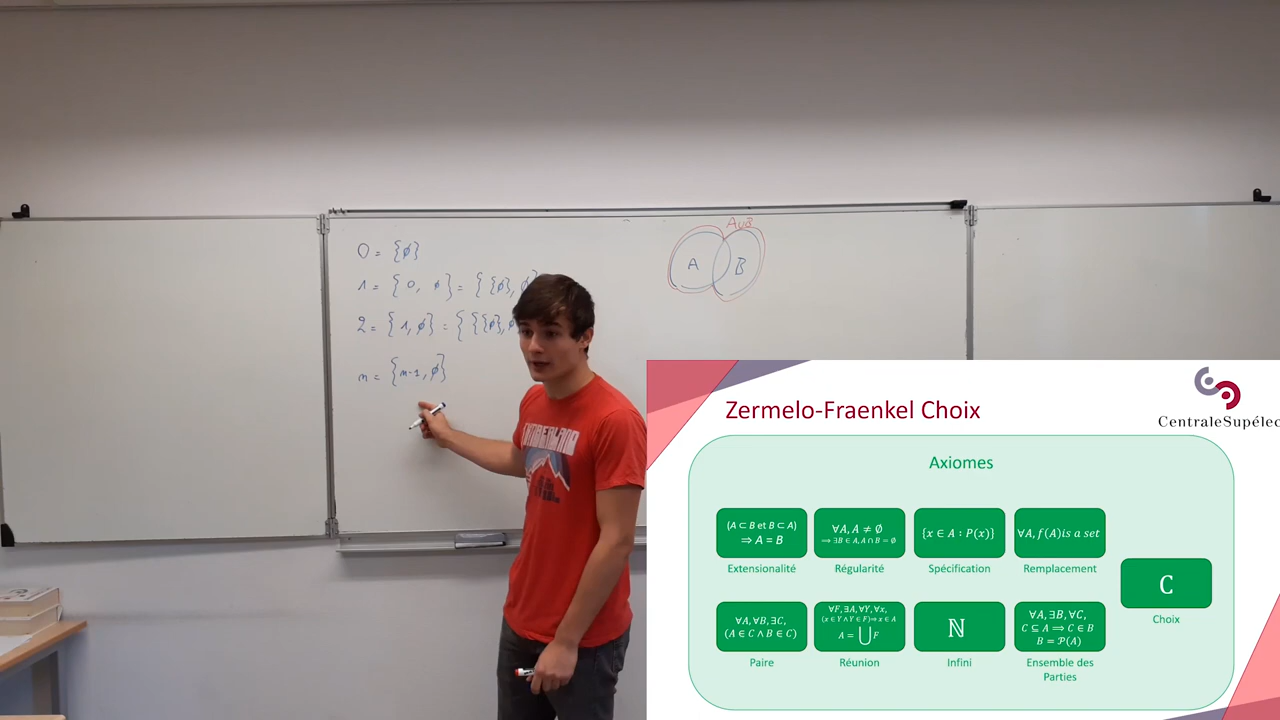 0 = {ϕ}
1 = { 0, ϕ} = { {ϕ}, ϕ}
2 = {1, ϕ} = { { {ϕ}, ϕ
n = {n-1, ϕ}
A∪B
A
B
Zermelo-Fraenkel Choix
CentraleSupélec
Axiomes
(A ⊂ B et B ⊂ A)
⇒ A = B
Extensionalité
∀A, A ≠ ∅
⟹ ∃B ∈ A, A ∩ B = ∅
Régularité
{x ∈ A : P(x)}
Spécification
∀A, f(A)is a set
Remplacement
C
Choix
∀A, ∀B, ∃C,
(A ∈ C ∧ B ∈ C)
Paire
∀F, ∃A, ∀Y, ∀x,
(x ∈ Y ∧ Y ∈ F) ⇒ x ∈ A
A = ⋃F
Réunion
ℕ
Infini
∀A, ∃B, ∀C,
C ⊆ A ⟹ C ∈ B
B = 𝒫(A)
Ensemble des
Parties